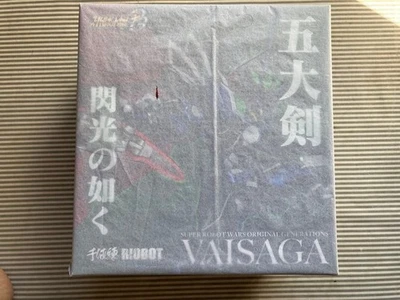 五大剣
閃光の如く
SUPER ROBOT WARS ORIGINAL GENERATIONS
VAISAGA
千値練 RIOBOT